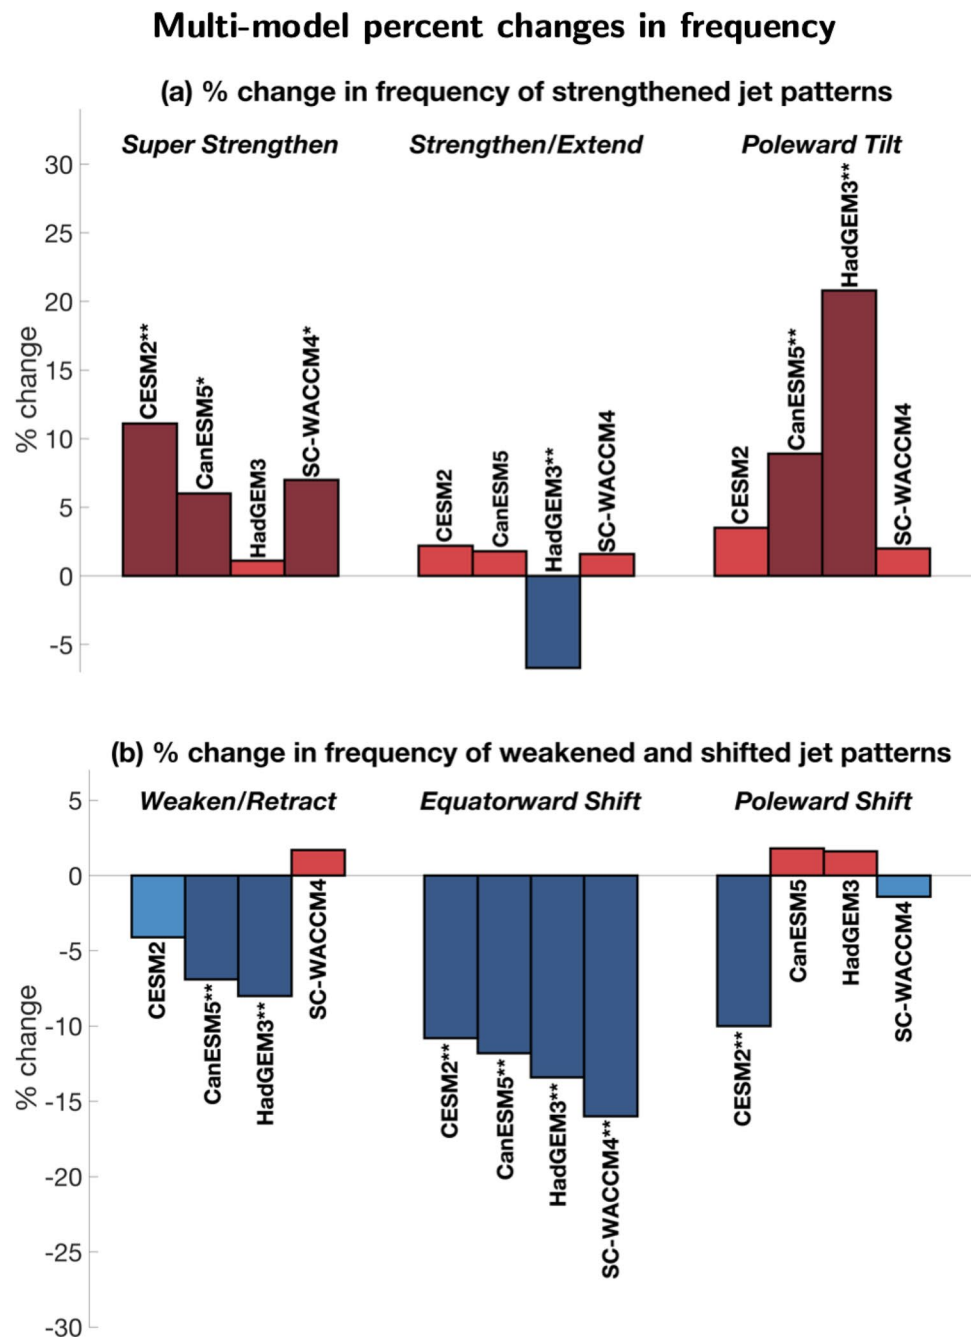 Multi-model percent changes in frequency
(a) % change in frequency of strengthened jet patterns
Super Strengthen
Strengthen/Extend
Poleward Tilt
% change
30
25
20
15
10
5
0
-5
CESM2**
CanESM5*
HadGEM3
SC-WACCM4*
CESM2
CanESM5
HadGEM3**
SC-WACCM4
CESM2
CanESM5**
HadGEM3**
SC-WACCM4
(b) % change in frequency of weakened and shifted jet patterns
Weaken/Retract
Equatorward Shift
Poleward Shift
% change
5
0
-5
-10
-15
-20
-25
-30
CESM2
CanESM5**
HadGEM3**
SC-WACCM4
CESM2**
CanESM5**
HadGEM3**
SC-WACCM4**
CESM2**
CanESM5
HadGEM3
SC-WACCM4